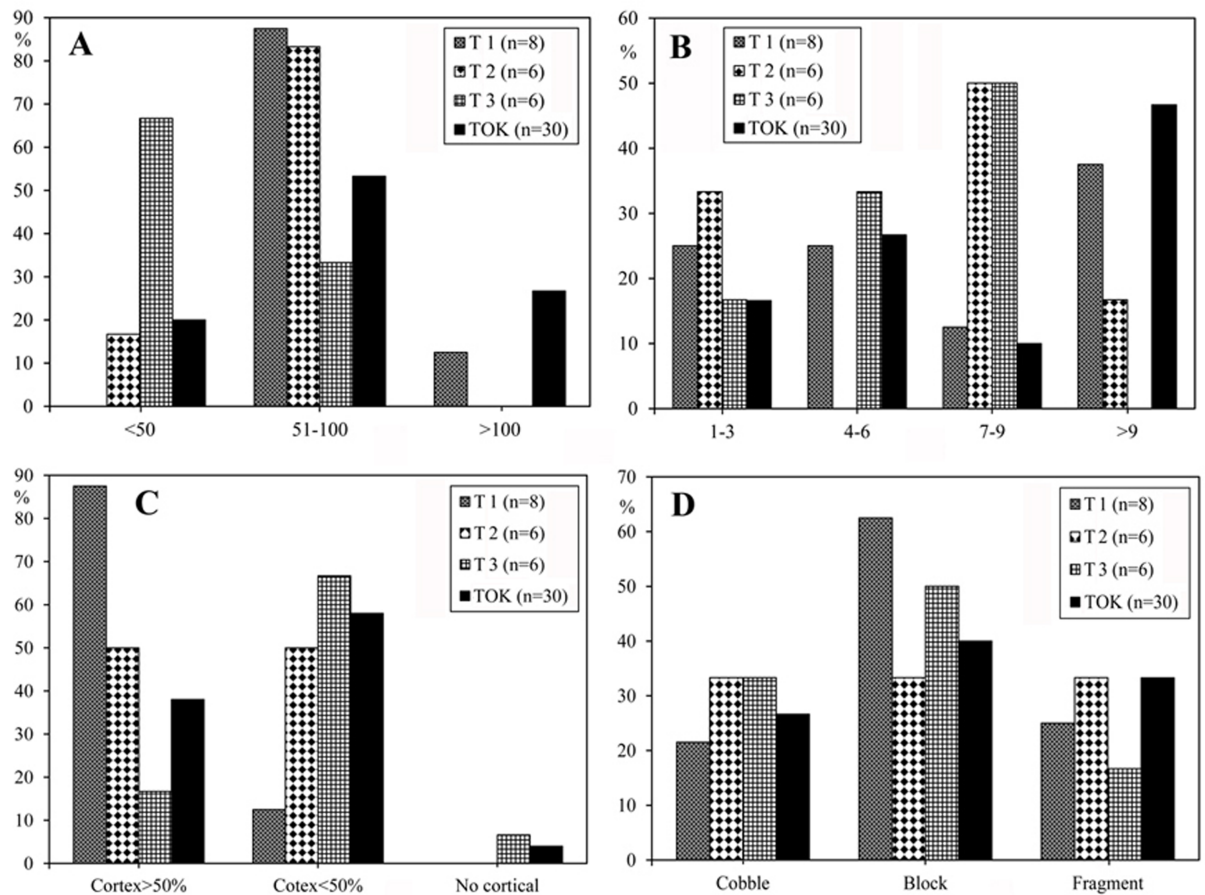 A
%
90
80
70
60
50
40
30
20
10
0
T 1 (n=8)
T 2 (n=6)
T 3 (n=6)
TOK (n=30)
<50 51-100 >100
B
%
60
50
40
30
20
10
0
T 1 (n=8)
T 2 (n=6)
T 3 (n=6)
TOK (n=30)
1-3 4-6 7-9 >9
C
%
90
80
70
60
50
40
30
20
10
0
T 1 (n=8)
T 2 (n=6)
T 3 (n=6)
TOK (n=30)
Cortex>50% Cotex<50% No cortical
D
%
70
60
50
40
30
20
10
0
T 1 (n=8)
T 2 (n=6)
T 3 (n=6)
TOK (n=30)
Cobble Block Fragment